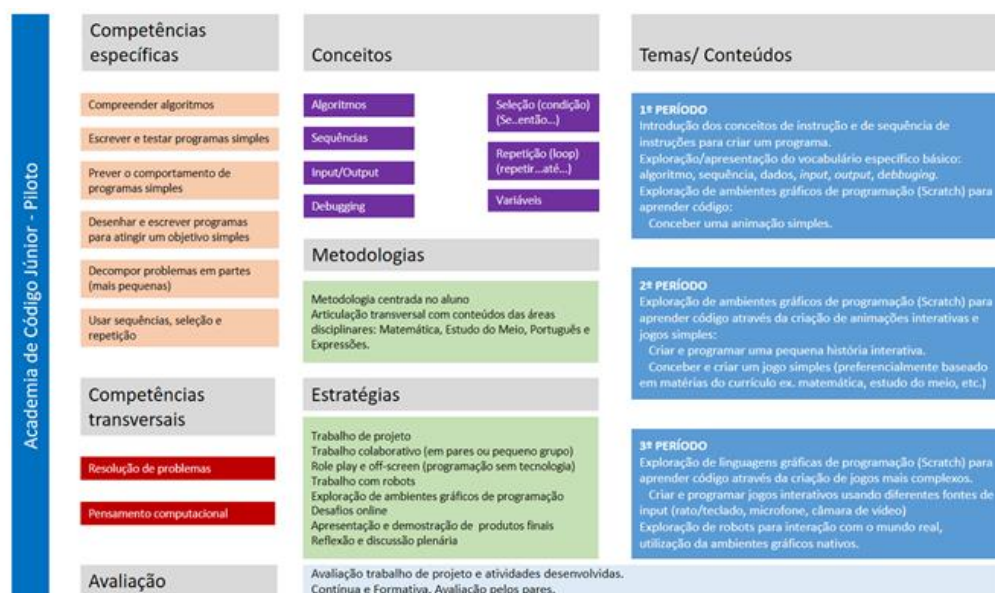 Academia de Código Júnior - Piloto
Competências
específicas
Compreender algoritmos
Escrever e testar programas simples
Prever o comportamento de
programas simples
Desenhar e escrever programas
para atingir um objetivo simples
Decompor problemas em partes
(mais pequenas)
Usar sequências, seleção e
repetição
Competências
transversais
Resolução de problemas
Pensamento computacional
Avaliação
Conceitos
Algoritmos
Sequências
Input/Output
Debugging
Seleção (condição)
(Se..então...)
Repetição (loop)
(repetir...até...)
Variáveis
Metodologias
Metodologia centrada no aluno
Articulação transversal com conteúdos das áreas
disciplinares: Matemática, Estudo do Meio, Português e
Expressões.
Estratégias
Trabalho de projeto
Trabalho colaborativo (em pares ou pequeno grupo)
Role play e off-screen (programação sem tecnologia)
Trabalho com robots
Exploração de ambientes gráficos de programação
Desafios online
Apresentação e demostração de produtos finais
Reflexão e discussão plenária
Avaliação trabalho de projeto e atividades desenvolvidas.
Contínua e Formativa. Avaliação pelos pares.
Temas/ Conteúdos
1º PERÍODO
Introdução dos conceitos de instrução e de sequência de
instruções para criar um programa.
Exploração/apresentação do vocabulário específico básico:
algoritmo, sequência, dados, input, output, debbuging.
Exploração de ambientes gráficos de programação (Scratch) para
aprender código:
Conceber uma animação simples.
2º PERÍODO
Exploração de ambientes gráficos de programação (Scratch) para
aprender código através da criação de animações interativas e
jogos simples:
Criar e programar uma pequena história interativa.
Conceber e criar um jogo simples (preferencialmente baseado
em matérias do currículo ex. matemática, estudo do meio, etc.)
3º PERÍODO
Exploração de linguagens gráficas de programação (Scratch) para
aprender código através da criação de jogos mais complexos.
Criar e programar jogos interativos usando diferentes fontes de
input (rato/teclado, microfone, câmara de vídeo)
Exploração de robots para interação com o mundo real,
utilização da ambientes gráficos nativos.